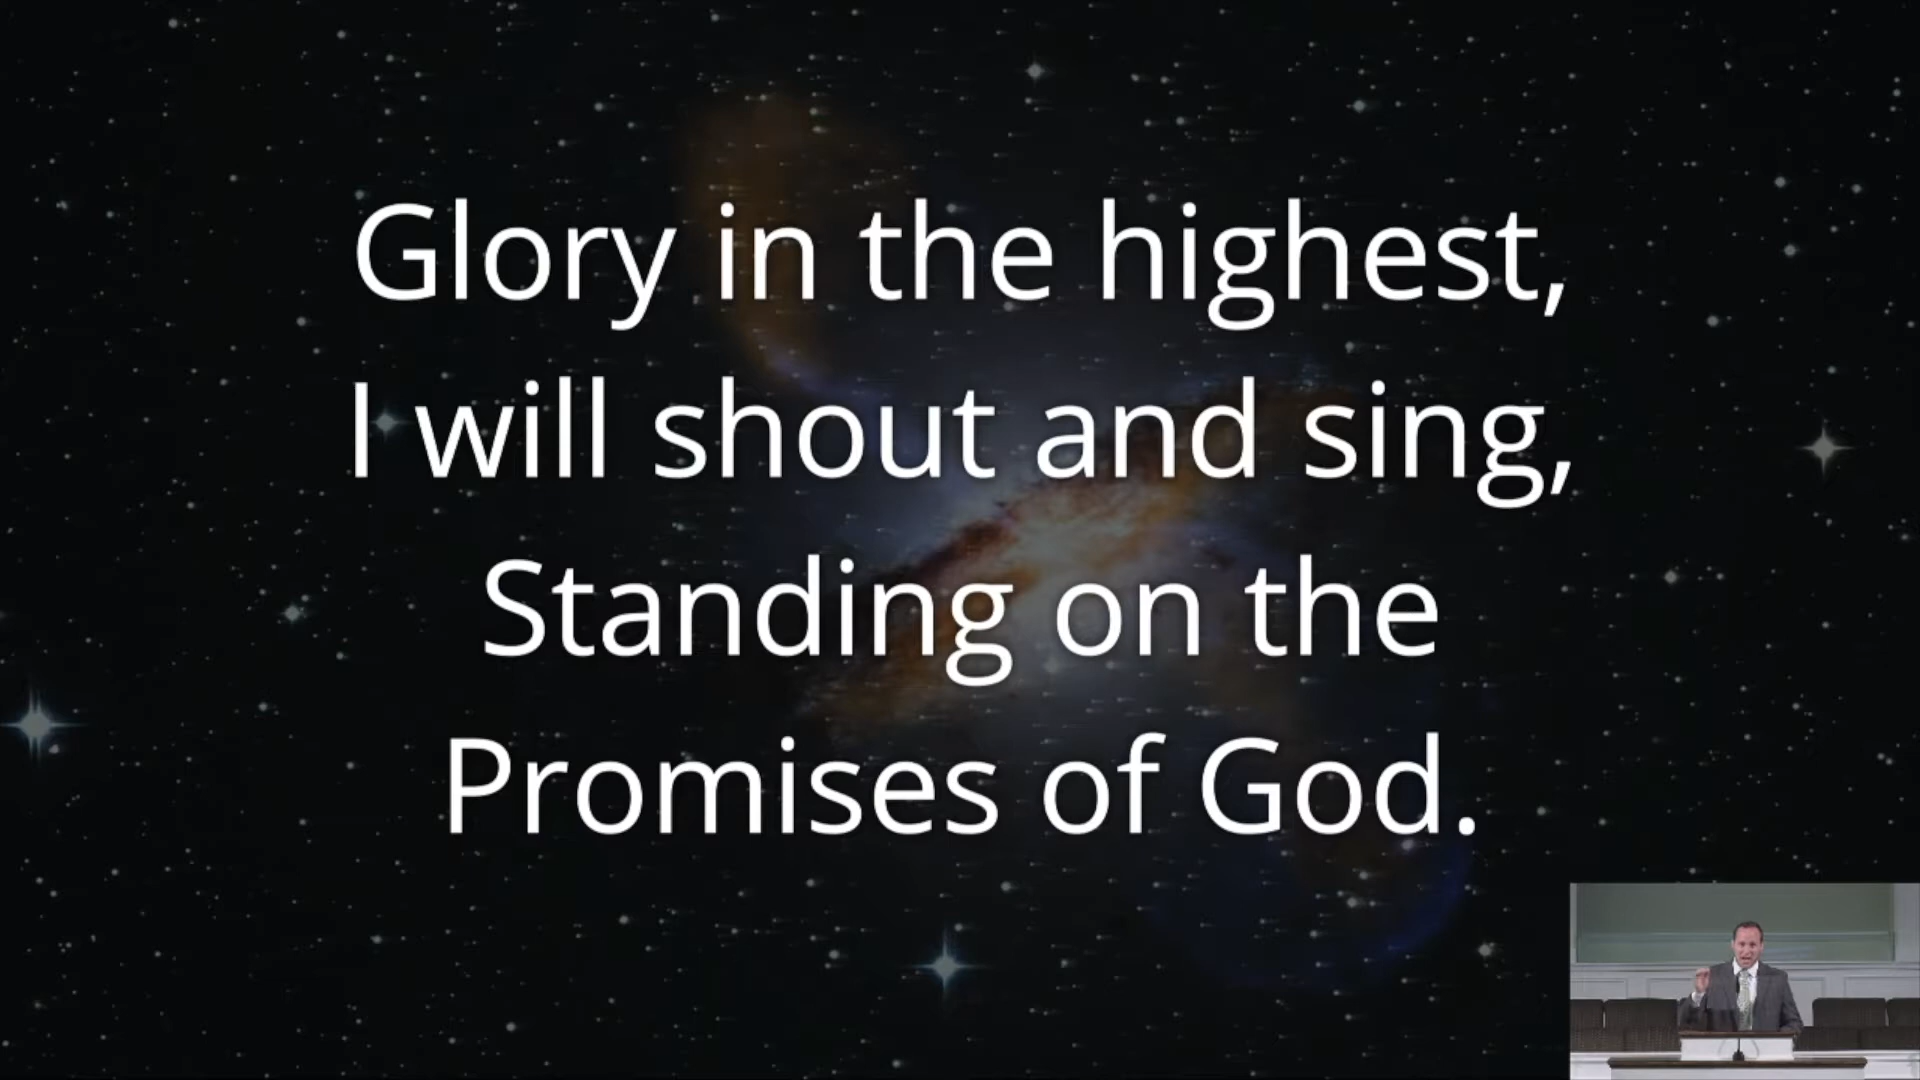 Glory in the highest,
I will shout and sing,
Standing on the
Promises of God.